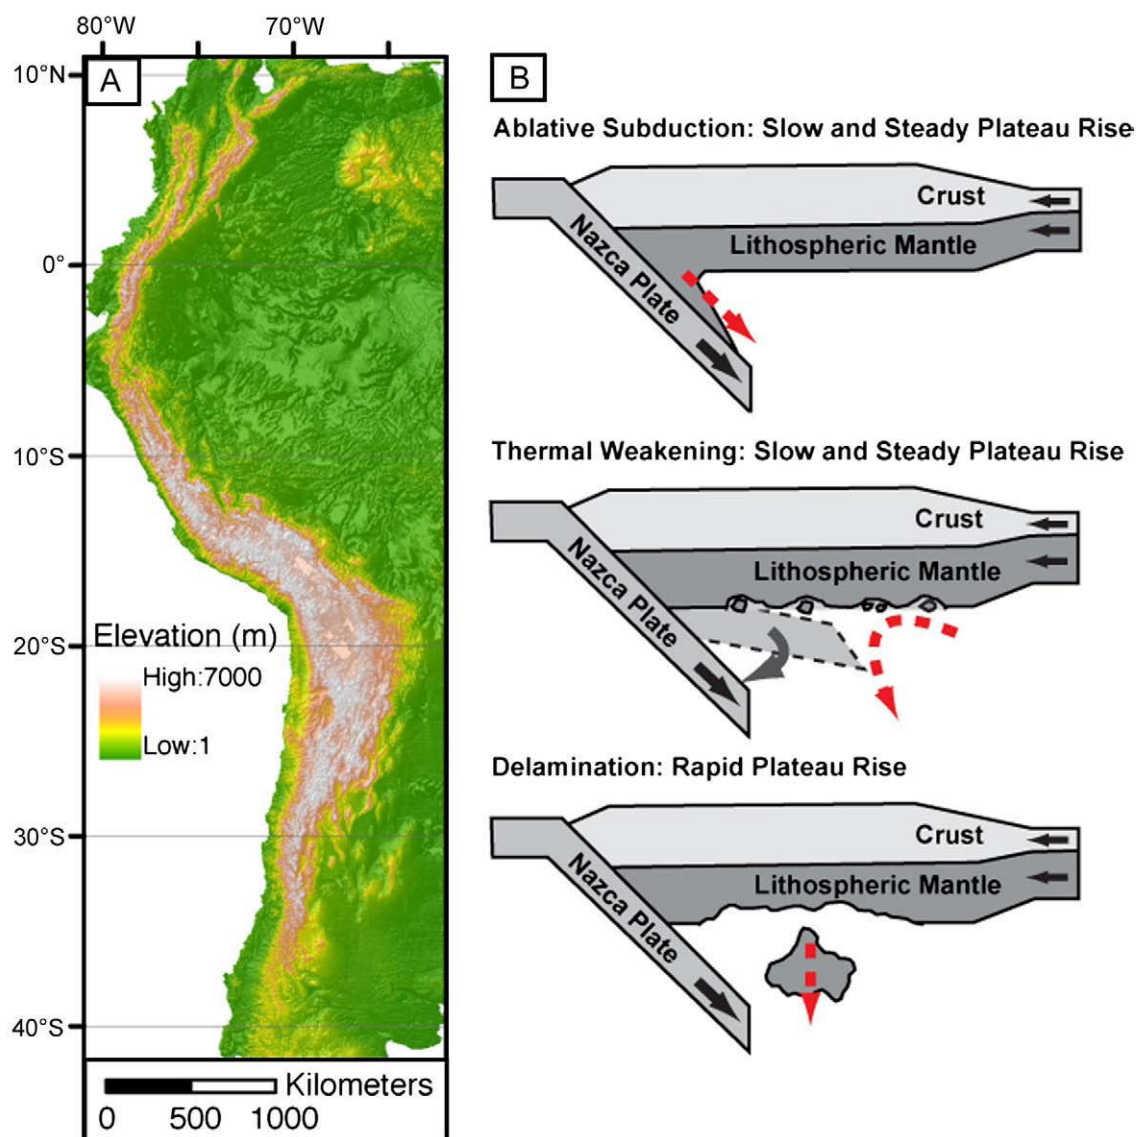 80°W 70°W
A
10°N
0°
10°S
20°S
30°S
40°S
Elevation (m)
High:7000
Low:1
Kilometers
0 500 1000
B
Ablative Subduction: Slow and Steady Plateau Rise
Crust
Lithospheric Mantle
Nazca Plate
Thermal Weakening: Slow and Steady Plateau Rise
Crust
Lithospheric Mantle
Nazca Plate
Delamination: Rapid Plateau Rise
Crust
Lithospheric Mantle
Nazca Plate